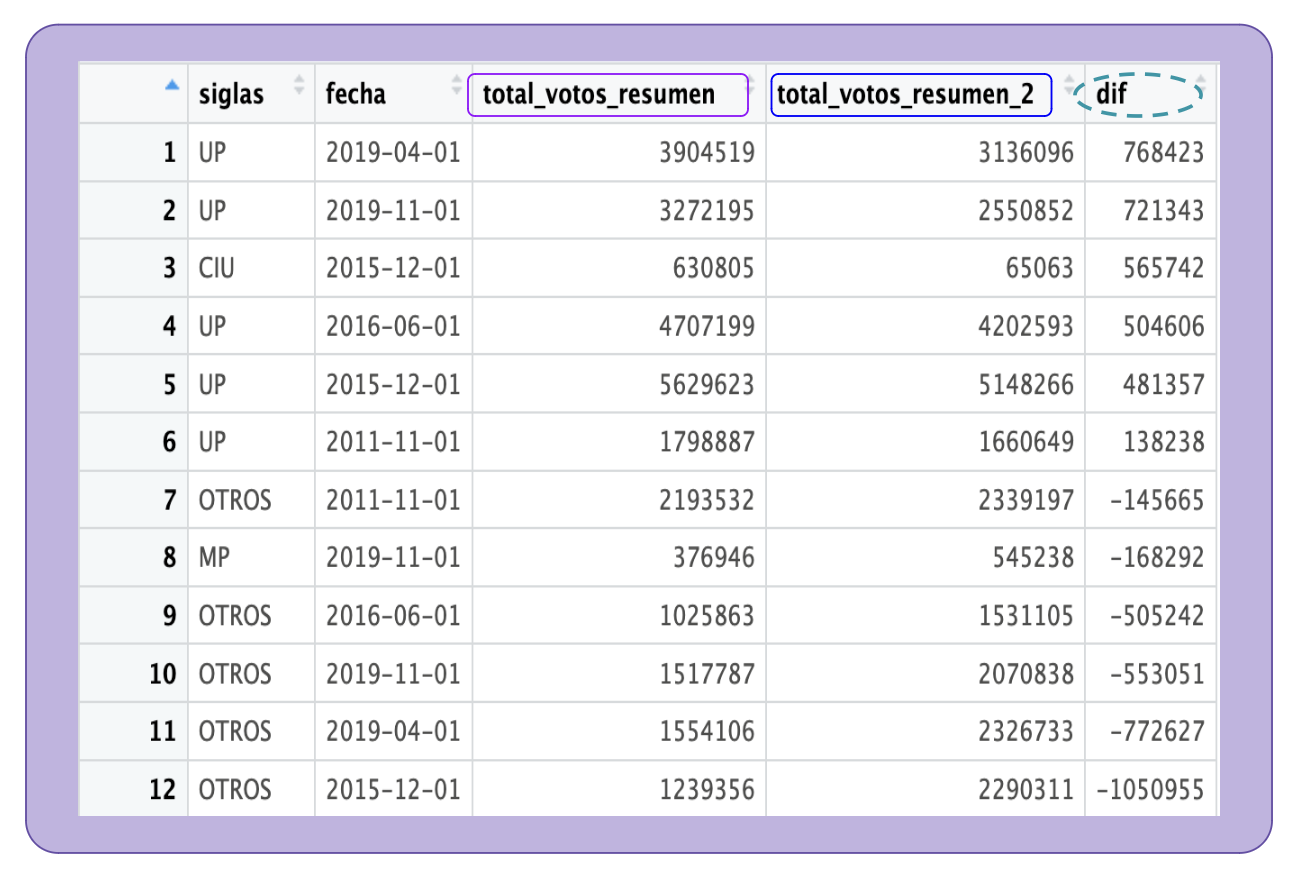 siglas fecha total_votos_resumen total_votos_resumen_2 dif
1 UP 2019-04-01 3904519 3136096 768423
2 UP 2019-11-01 3272195 2550852 721343
3 CIU 2015-12-01 630805 65063 565742
4 UP 2016-06-01 4707199 4202593 504606
5 UP 2015-12-01 5629623 5148266 481357
6 UP 2011-11-01 1798887 1660649 138238
7 OTROS 2011-11-01 2193532 2339197 -145665
8 MP 2019-11-01 376946 545238 -168292
9 OTROS 2016-06-01 1025863 1531105 -505242
10 OTROS 2019-11-01 1517787 2070838 -553051
11 OTROS 2019-04-01 1554106 2326733 -772627
12 OTROS 2015-12-01 1239356 2290311 -1050955